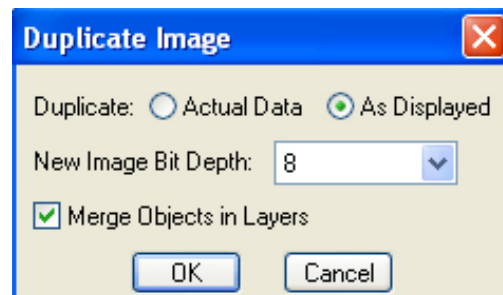 Duplicate Image
Duplicate: Actual Data As Displayed
New Image Bit Depth: 8
Merge Objects in Layers
OK Cancel